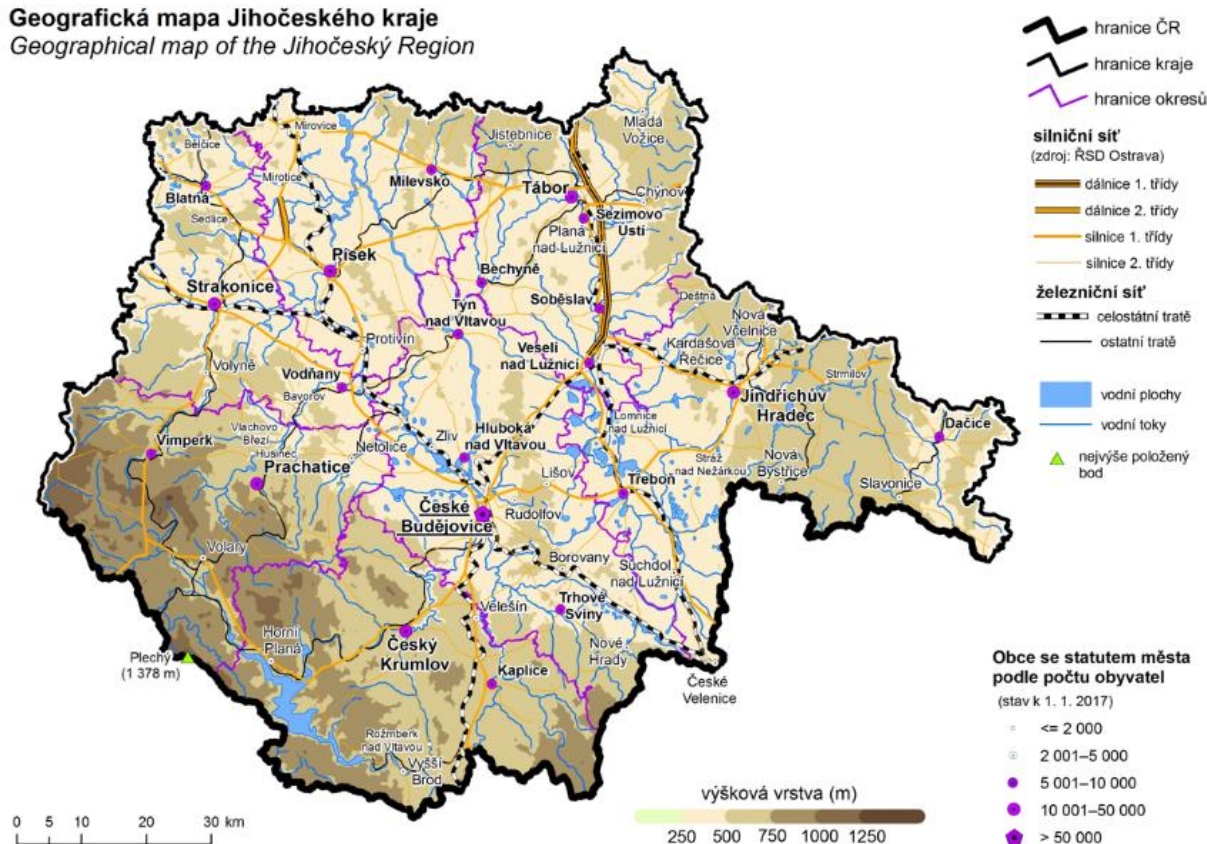 Geografická mapa Jihočeského kraje
Geographical map of the Jihočeský Region
hranice ČR
hranice kraje
hranice okresů
silniční síť
(zdroj: ŘSD Ostrava)
dálnice 1. třídy
dálnice 2. třídy
silnice 1. třídy
silnice 2. třídy
železniční síť
celostátní tratě
ostatní tratě
vodní plochy
vodní toky
nejvýše položený
bod
Mirovice
Bělčice
Mirotice
Blatná
Sedlice
Milevsko
Jistebnice
Mladá
Vožice
Tábor
Chýnov
Sezimovo
Ústí
Planá
nad Lužnicí
Písek
Strakonice
Bechyně
Soběslav
Deštná
Nová
Včelnice
Týn
nad Vltavou
Protivín
Kardašova
Řečice
Veselí
nad Lužnicí
Volyně
Vodňany
Bavorov
Strmilov
Jindřichův
Hradec
Vlachovo
Březí
Husinec
Vimperk
Prachatice
Netolice
Zliv
Hluboká
nad Vltavou
Lomnice
nad Lužnicí
Dačice
Lišov
Stráž
nad Nežárkou
Nová
Bystřice
Třeboň
Slavonice
České
Budějovice
Rudolfov
Volary
Borovany
Suchdol
nad Lužnicí
Velešín
Trhové
Sviny
Horní
Planá
Český
Krumlov
Nové
Hrady
Plechý
(1 378 m)
Kaplice
České
Velenice
Rožmberk
nad Vltavou
Vyšší
Brod
Obce se statutem města
podle počtu obyvatel
(stav k 1. 1. 2017)
<= 2 000
2 001–5 000
5 001–10 000
10 001–50 000
> 50 000
výšková vrstva (m)
250 500 750 1000 1250
0 10 20 30 km